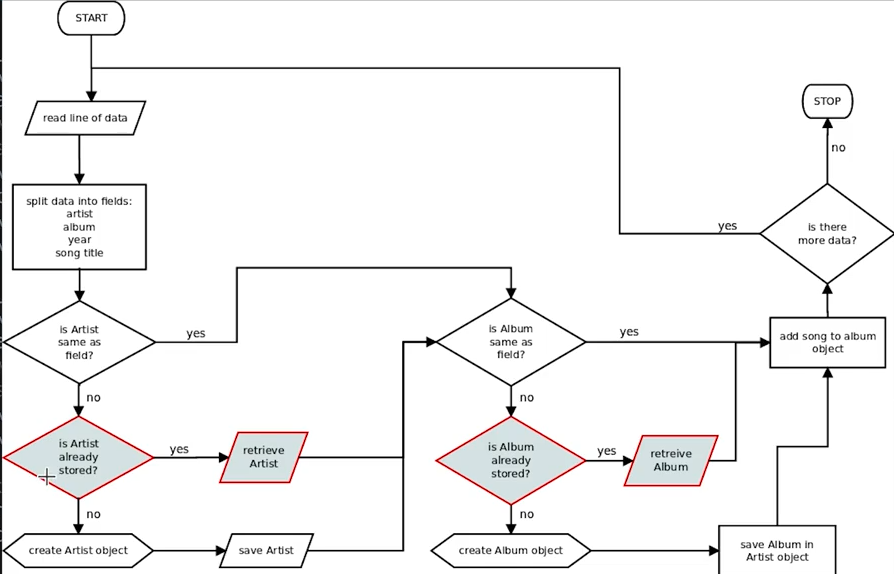 START
read line of data
split data into fields:
artist
album
year
song title
is Artist
same as
field?
yes
no
is Artist
already
stored?
yes
retrieve
Artist
no
create Artist object
save Artist
is Album
same as
field?
yes
no
is Album
already
stored?
yes
retreive
Album
no
create Album object
save Album in
Artist object
add song to album
object
is there
more data?
yes
no
STOP